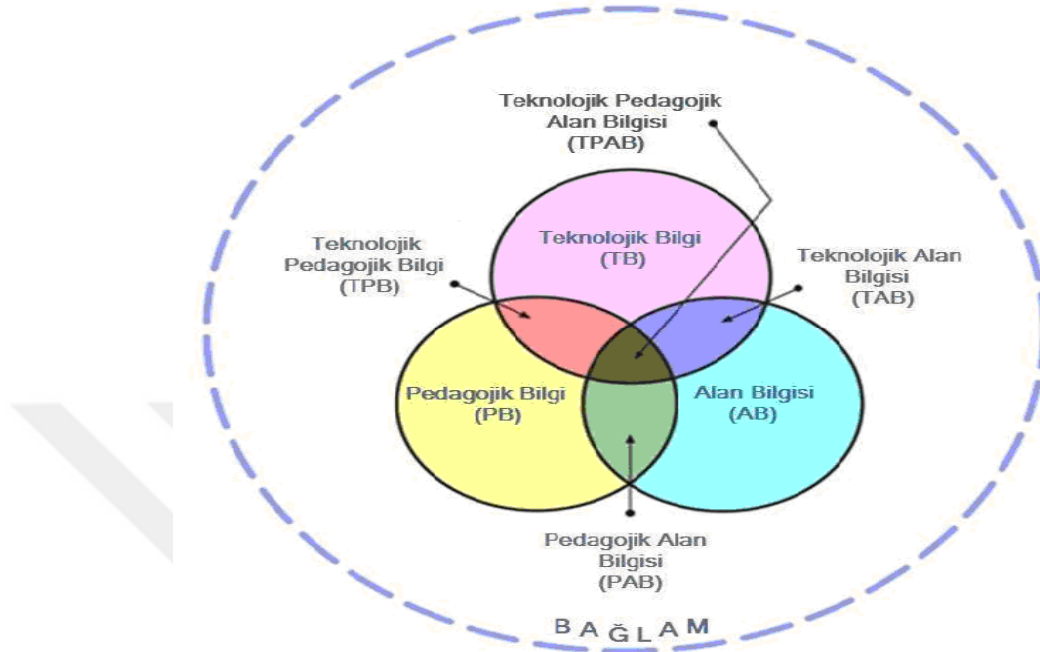 Teknolojik Pedagojik
Alan Bilgisi
(TPAB)
Teknolojik Bilgi
(TB)
Teknolojik
Pedagojik Bilgi
(TPB)
Teknolojik Alan
Bilgisi
(TAB)
Pedagojik Bilgi
(PB)
Alan Bilgisi
(AB)
Pedagojik Alan
Bilgisi
(PAB)
BAĞLAM